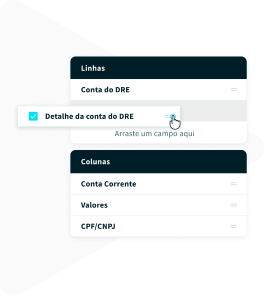 Linhas
Conta do DRE
Detalhe da conta do DRE
Arraste um campo aqui
Colunas
Conta Corrente
Valores
CPF/CNPJ